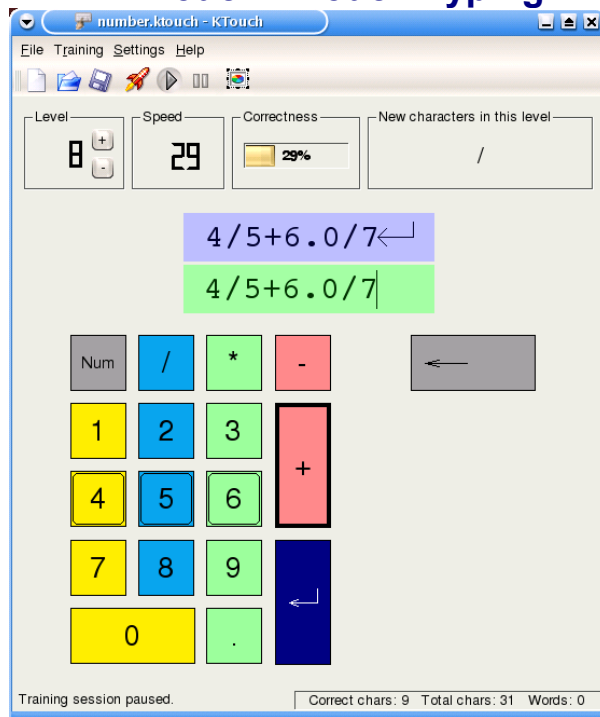 number.ktouch - KTouch
File Training Settings Help
Level
Speed
Correctness
New characters in this level
8 + -
29
29%
/
4/5+6.0/7
4/5+6.0/7
Num / * -
1 2 3
+
4 5 6
7 8 9
0 .
Training session paused.
Correct chars: 9 Total chars: 31 Words: 0